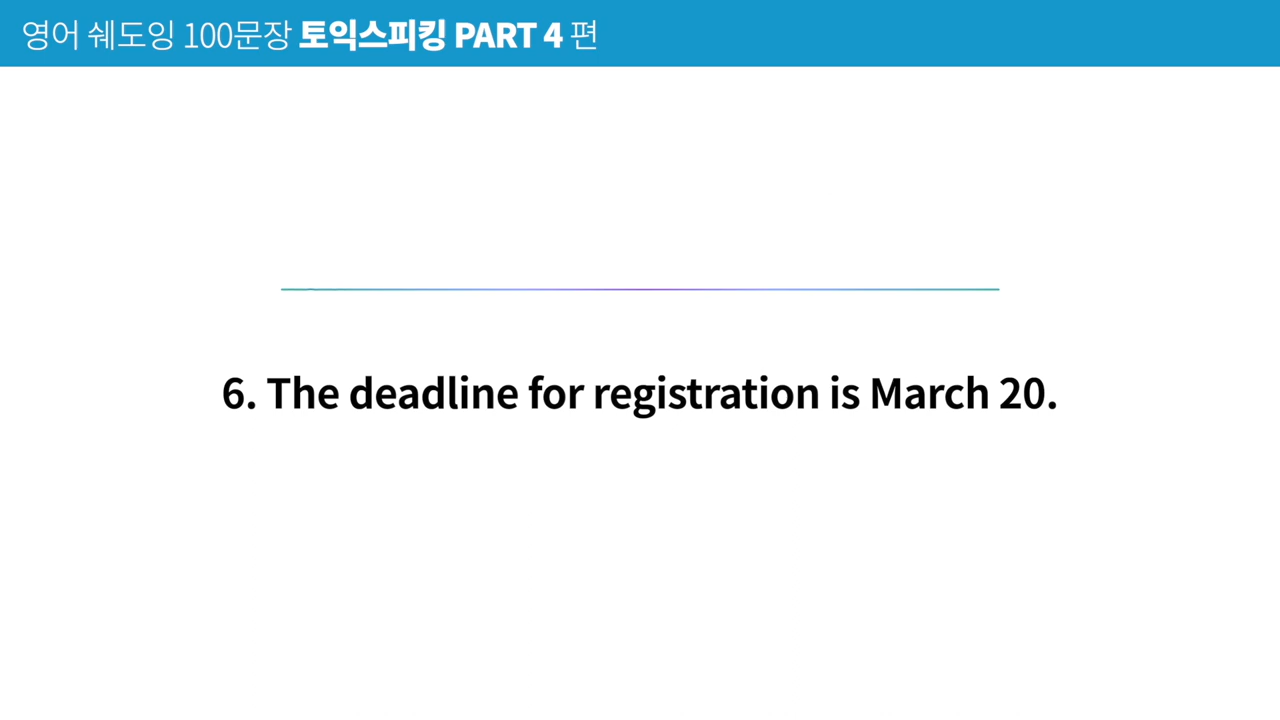 영어 쉐도잉 100문장 토익스피킹 PART 4 편
6. The deadline for registration is March 20.